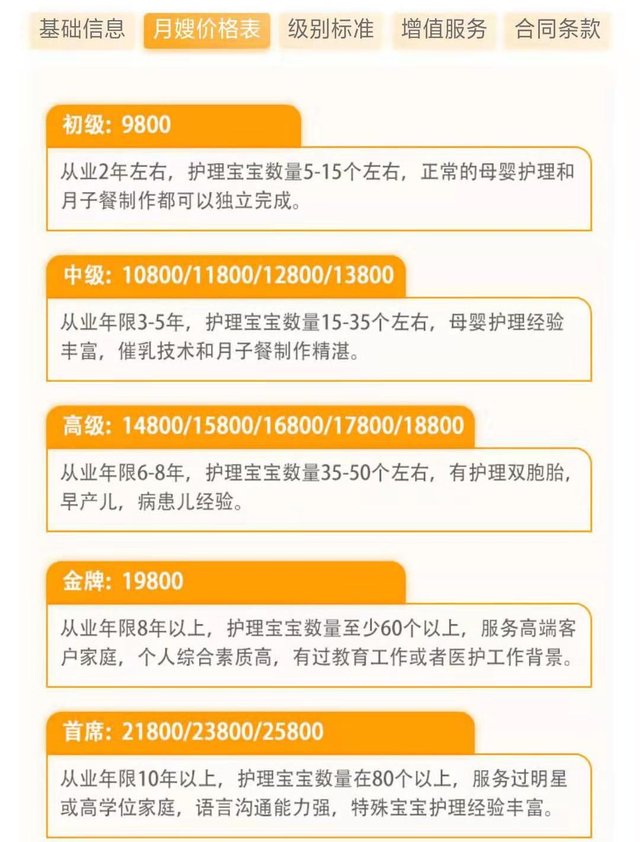 基础信息 月嫂价格表 级别标准 增值服务 合同条款
初级: 9800
从业2年左右，护理宝宝数量5-15个左右，正常的母婴护理和
月子餐制作都可以独立完成。
中级: 10800/11800/12800/13800
从业年限3-5年，护理宝宝数量15-35个左右，母婴护理经验
丰富，催乳技术和月子餐制作精湛。
高级: 14800/15800/16800/17800/18800
从业年限6-8年，护理宝宝数量35-50个左右，有护理双胞胎，
早产儿，病患儿经验。
金牌: 19800
从业年限8年以上，护理宝宝数量至少60个以上，服务高端客
户家庭，个人综合素质高，有过教育工作或者医护工作背景。
首席: 21800/23800/25800
从业年限10年以上，护理宝宝数量在80个以上，服务过明星
或高学位家庭，语言沟通能力强，特殊宝宝护理经验丰富。